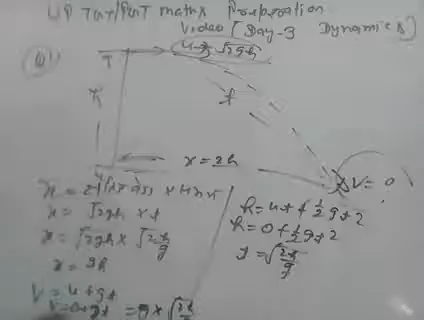 UP TGT/PGT maths Preparation
Video [Day-3 Dynamics]
Q1)
T
u=√2gh
h
t
x = 2h
V = 0
x = √2gh × t
x = √2gh × √2h/g
x = 2h
V = u + gt
h = ut + 1/2 gt2
h = 0 + 1/2 gt2
t = √2h/g